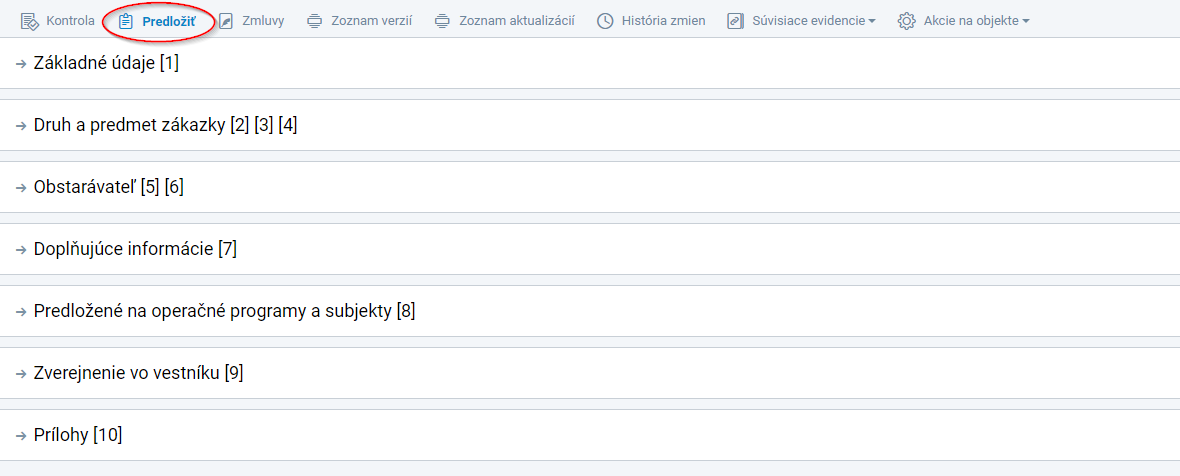 Kontrola Predložiť Zmluvy Zoznam verzií Zoznam aktualizácií História zmien Súvisiace evidencie Akcie na objekte
Základné údaje [1]
Druh a predmet zákazky [2] [3] [4]
Obstarávateľ [5] [6]
Doplňujúce informácie [7]
Predložené na operačné programy a subjekty [8]
Zverejnenie vo vestníku [9]
Prílohy [10]